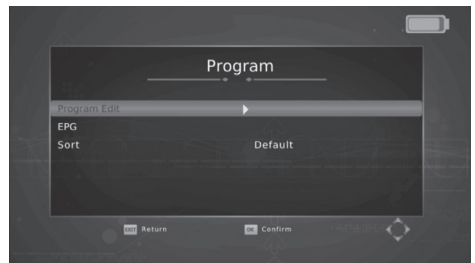 Program
Program Edit
EPG
Sort Default
EXIT Return OK Confirm